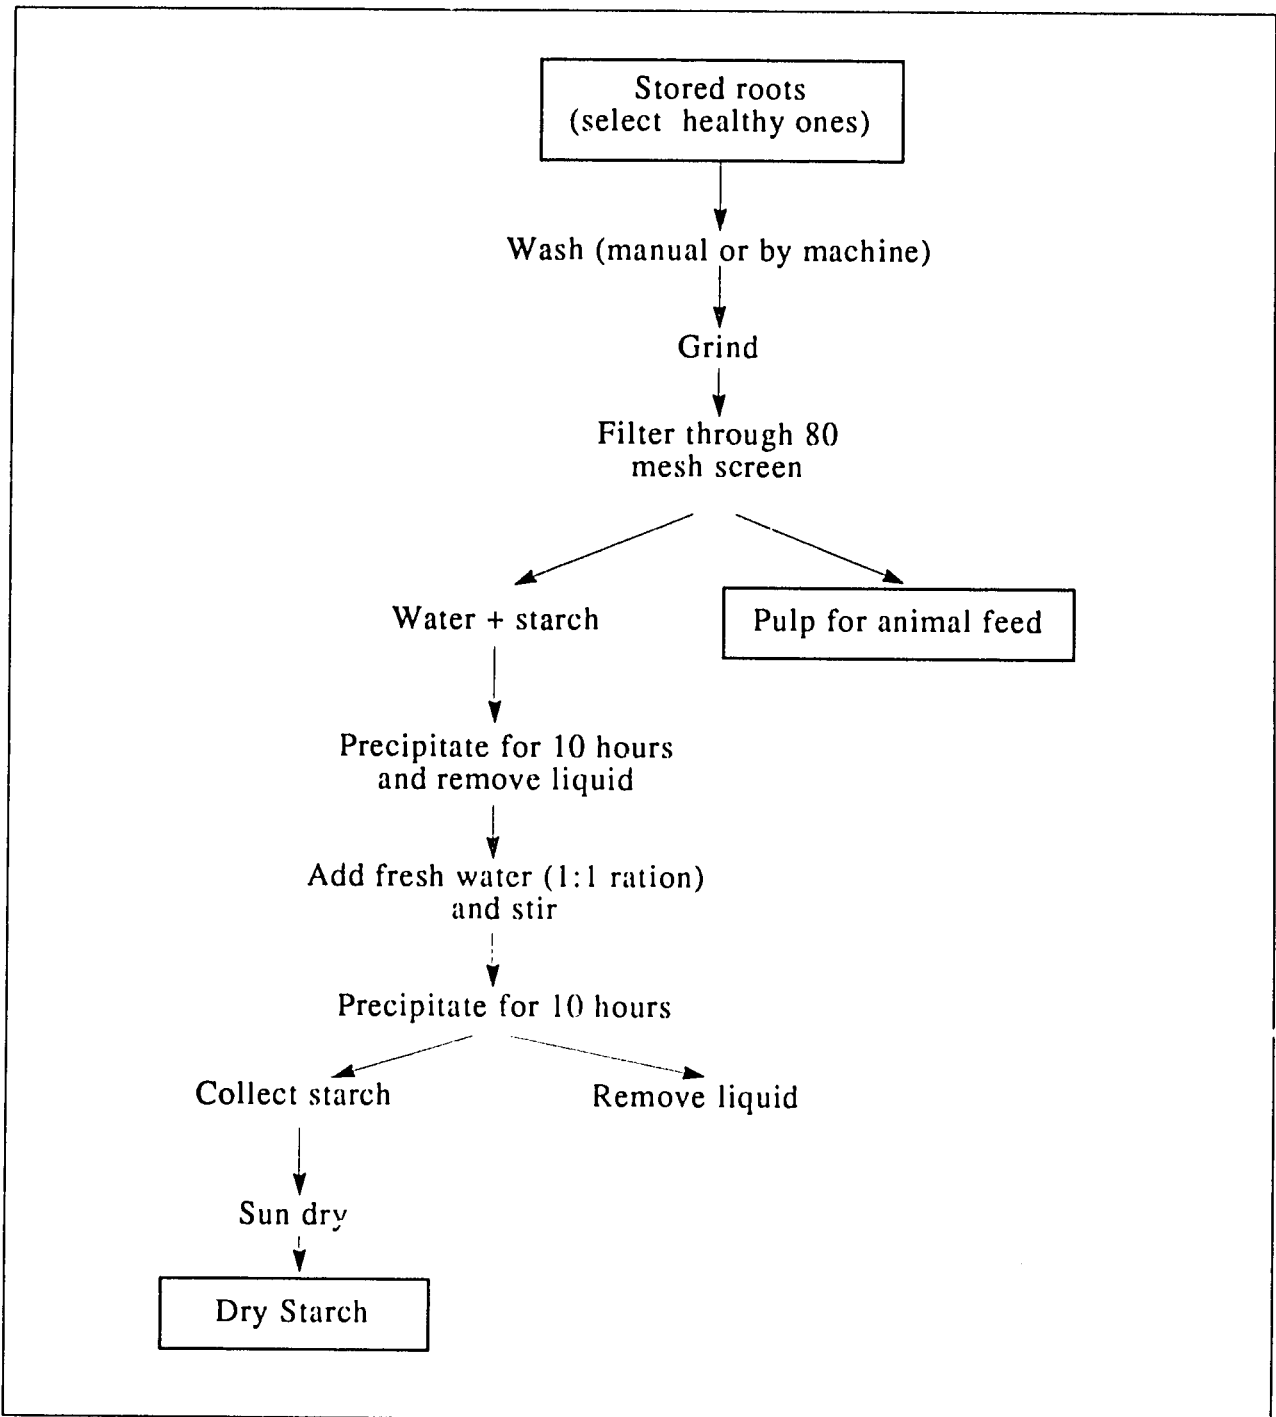 Stored roots
(select healthy ones)
Wash (manual or by machine)
Grind
Filter through 80
mesh screen
Water + starch
Pulp for animal feed
Precipitate for 10 hours
and remove liquid
Add fresh water (1:1 ration)
and stir
Precipitate for 10 hours
Collect starch
Remove liquid
Sun dry
Dry Starch